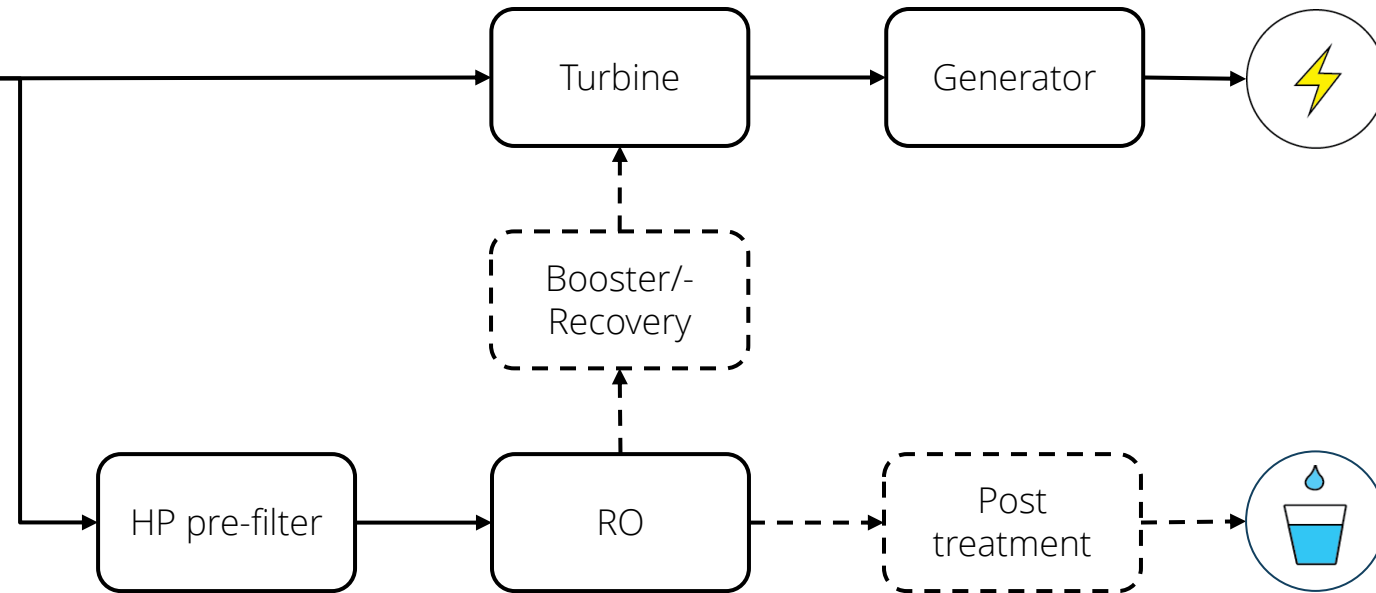 Turbine
Generator
Booster/-
Recovery
HP pre-filter
RO
Post
treatment